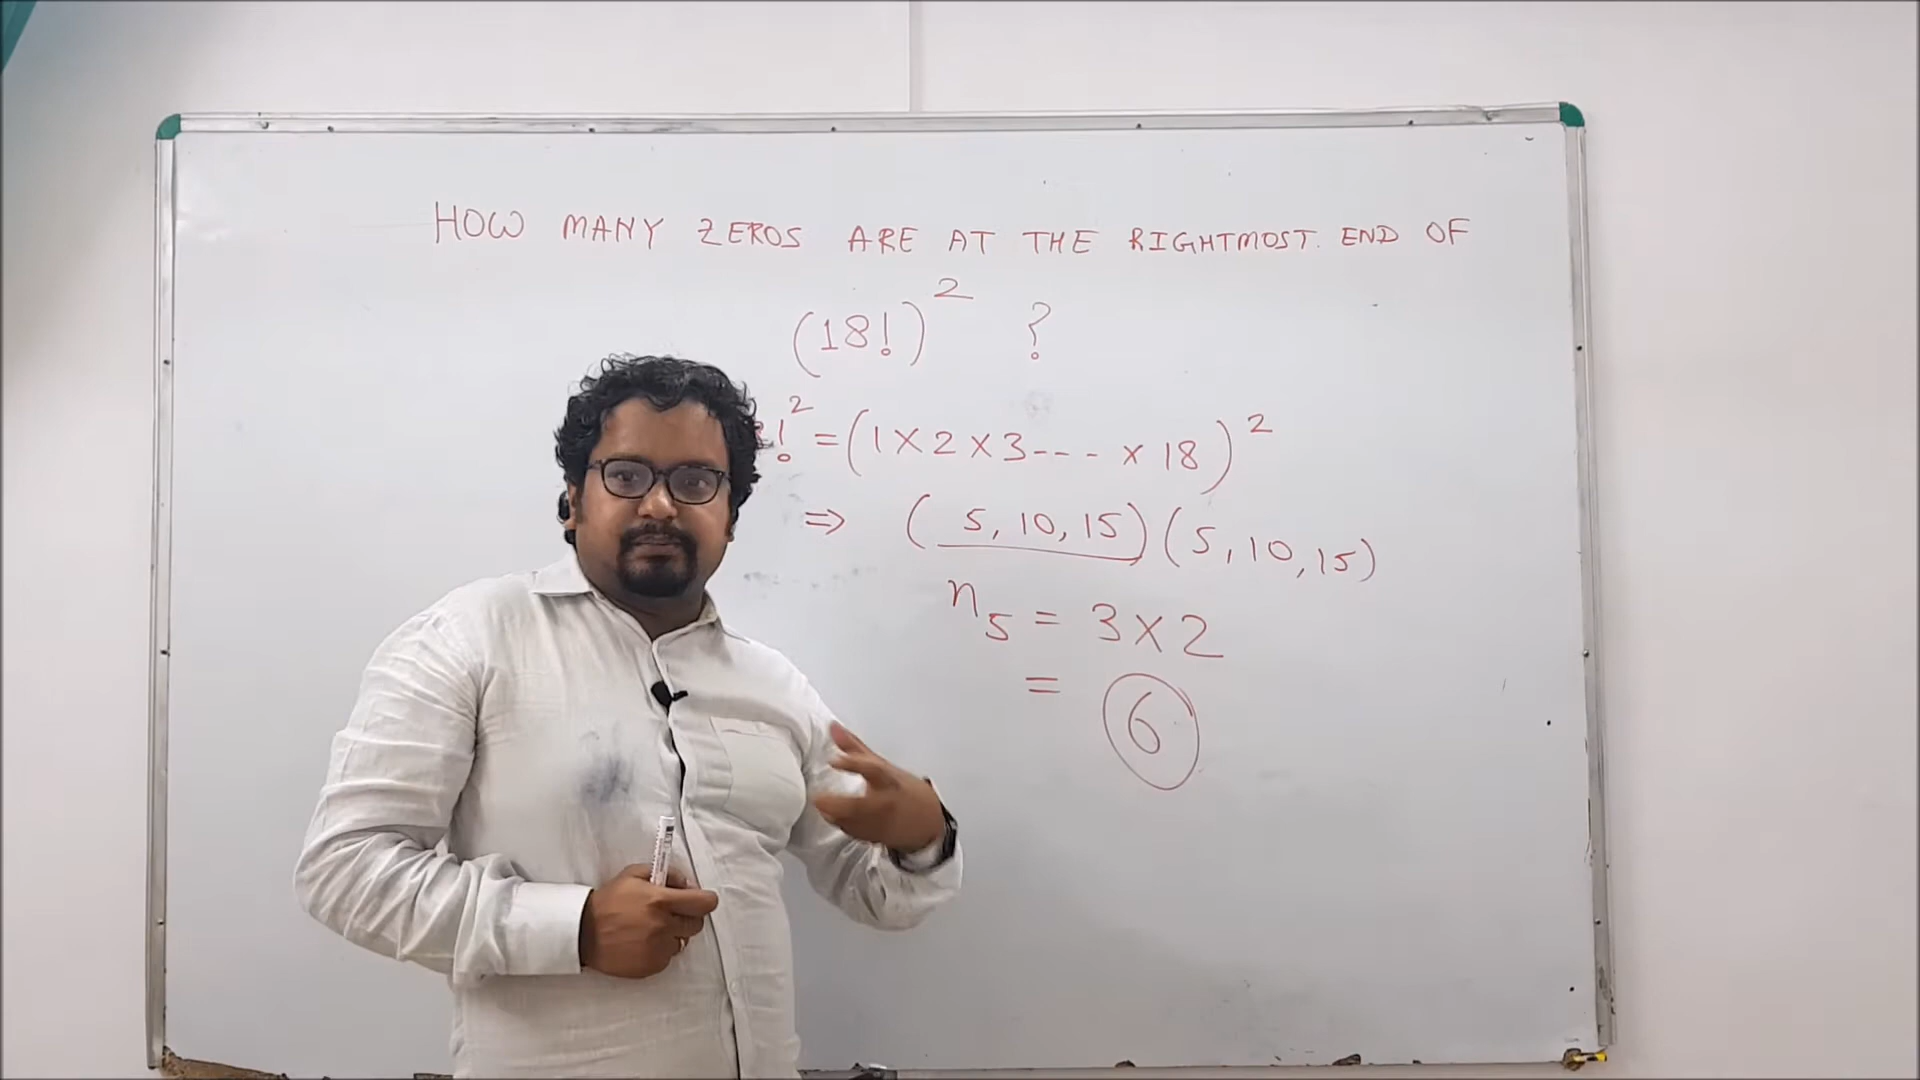 HOW MANY ZEROS ARE AT THE RIGHTMOST. END OF
(18!)² ?
!² = (1 × 2 × 3 --- × 18)²
⇒ (5, 10, 15)(5, 10, 15)
n₅ = 3 × 2
= 6